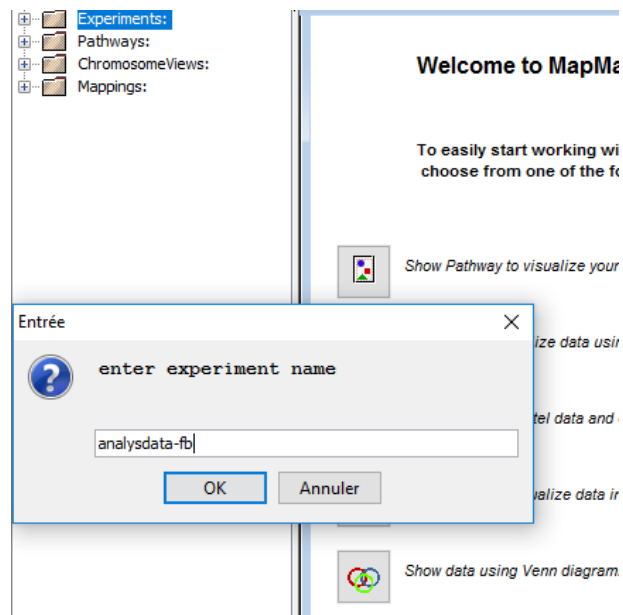 Experiments:
Pathways:
ChromosomeViews:
Mappings:
Welcome to MapMa
To easily start working wi
choose from one of the fo
Show Pathway to visualize your
Entrée
enter experiment name
analysdata-fb
OK
Annuler
ize data usin
tel data and
ualize data in
Show data using Venn diagram.